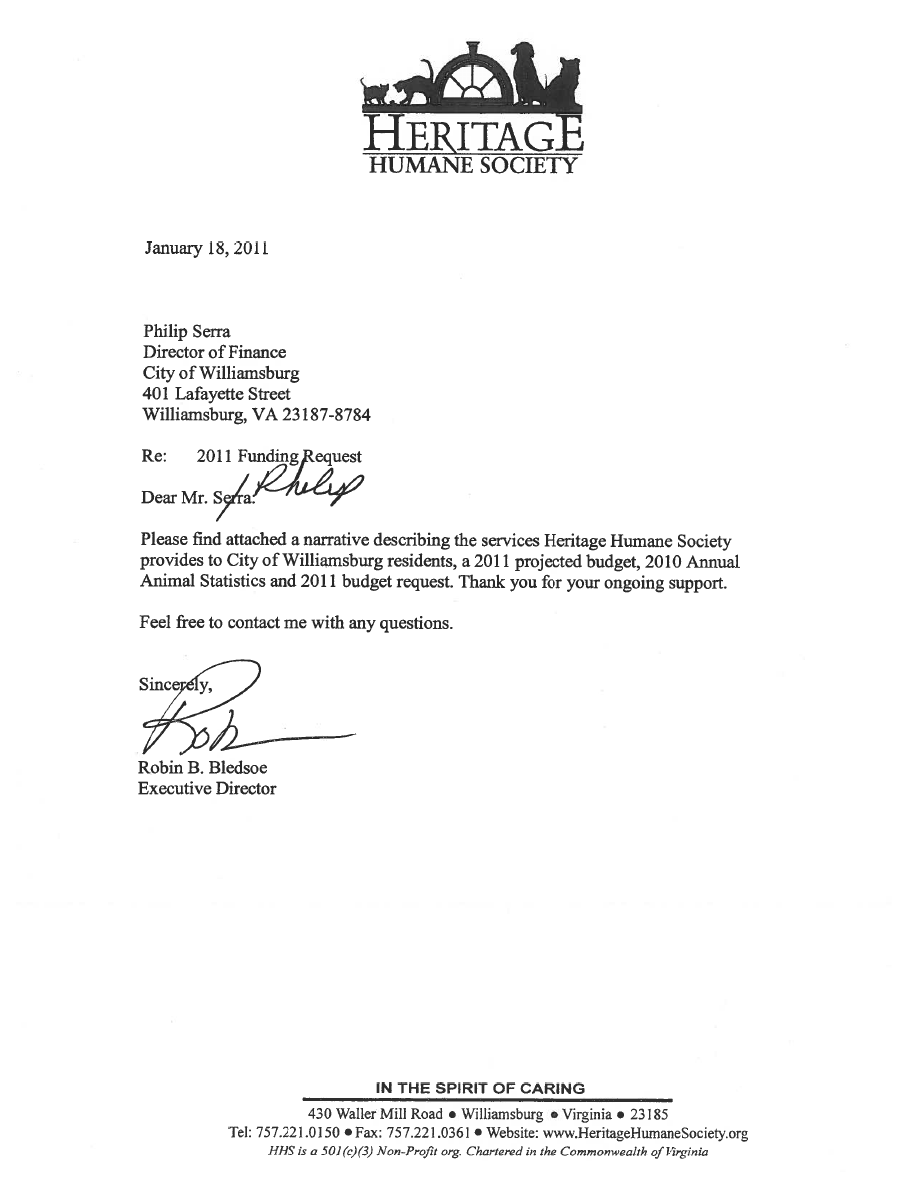 HERITAGE
HUMANE SOCIETY
January 18, 2011
Philip Serra
Director of Finance
City of Williamsburg
401 Lafayette Street
Williamsburg, VA 23187-8784
Re: 2011 Funding Request
Dear Mr. Serra: Philip
Please find attached a narrative describing the services Heritage Humane Society
provides to City of Williamsburg residents, a 2011 projected budget, 2010 Annual
Animal Statistics and 2011 budget request. Thank you for your ongoing support.
Feel free to contact me with any questions.
Sincerely,
Rob
Robin B. Bledsoe
Executive Director
IN THE SPIRIT OF CARING
430 Waller Mill Road • Williamsburg • Virginia • 23185
Tel: 757.221.0150 • Fax: 757.221.0361 • Website: www.HeritageHumaneSociety.org
HHS is a 501(c)(3) Non-Profit org. Chartered in the Commonwealth of Virginia